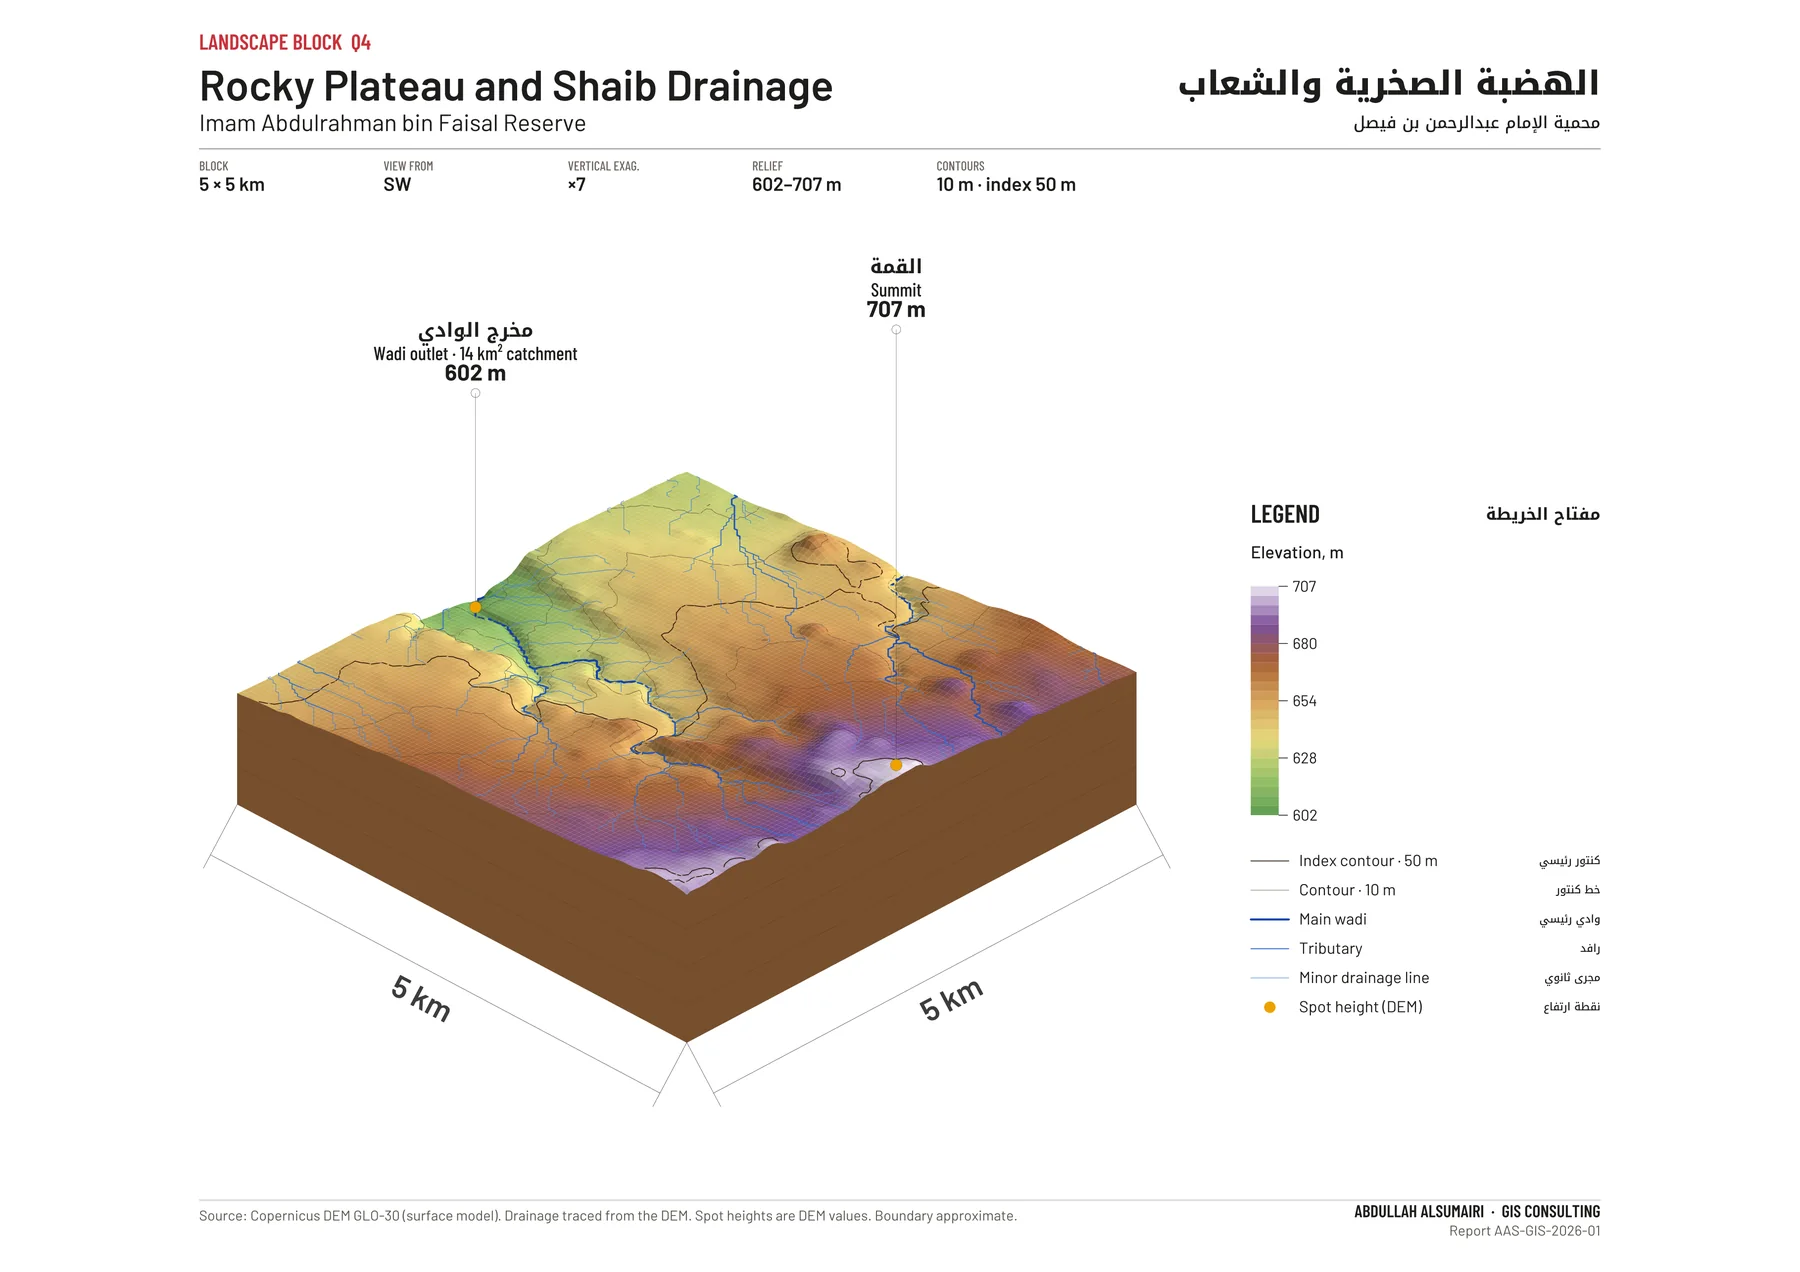 LANDSCAPE BLOCK Q4
Rocky Plateau and Shaib Drainage
الهضبة الصخرية والشعاب
Imam Abdulrahman bin Faisal Reserve
محمية الإمام عبدالرحمن بن فيصل
BLOCK
5 × 5 km
VIEW FROM
SW
VERTICAL EXAG.
×7
RELIEF
602–707 m
CONTOURS
10 m · index 50 m
القمة
Summit
707 m
مخرج الوادي
Wadi outlet · 14 km² catchment
602 m
LEGEND
مفتاح الخريطة
Elevation, m
707
680
654
628
602
Index contour · 50 m
كنتور رئيسي
Contour · 10 m
خط كنتور
Main wadi
وادي رئيسي
Tributary
رافد
Minor drainage line
مجرى ثانوي
Spot height (DEM)
نقطة ارتفاع
5 km
5 km
Source: Copernicus DEM GLO-30 (surface model). Drainage traced from the DEM. Spot heights are DEM values. Boundary approximate.
ABDULLAH ALSUMAIRI · GIS CONSULTING
Report AAS-GIS-2026-01